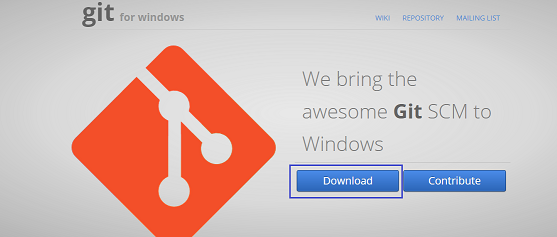 git for windows
WIKI REPOSITORY MAILING LIST
We bring the
awesome Git SCM to
Windows
Download Contribute